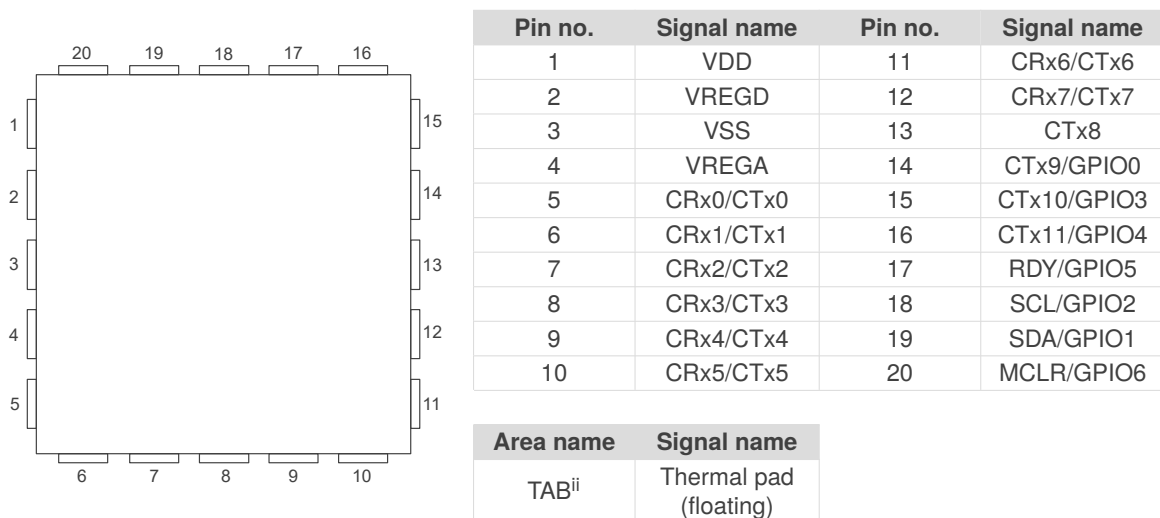 20 19 18 17 16
1
2
3
4
5
15
14
13
12
11
6 7 8 9 10
Pin no. Signal name Pin no. Signal name
1 VDD 11 CRx6/CTx6
2 VREGD 12 CRx7/CTx7
3 VSS 13 CTx8
4 VREGA 14 CTx9/GPIO0
5 CRx0/CTx0 15 CTx10/GPIO3
6 CRx1/CTx1 16 CTx11/GPIO4
7 CRx2/CTx2 17 RDY/GPIO5
8 CRx3/CTx3 18 SCL/GPIO2
9 CRx4/CTx4 19 SDA/GPIO1
10 CRx5/CTx5 20 MCLR/GPIO6
Area name Signal name
TABii Thermal pad
(floating)